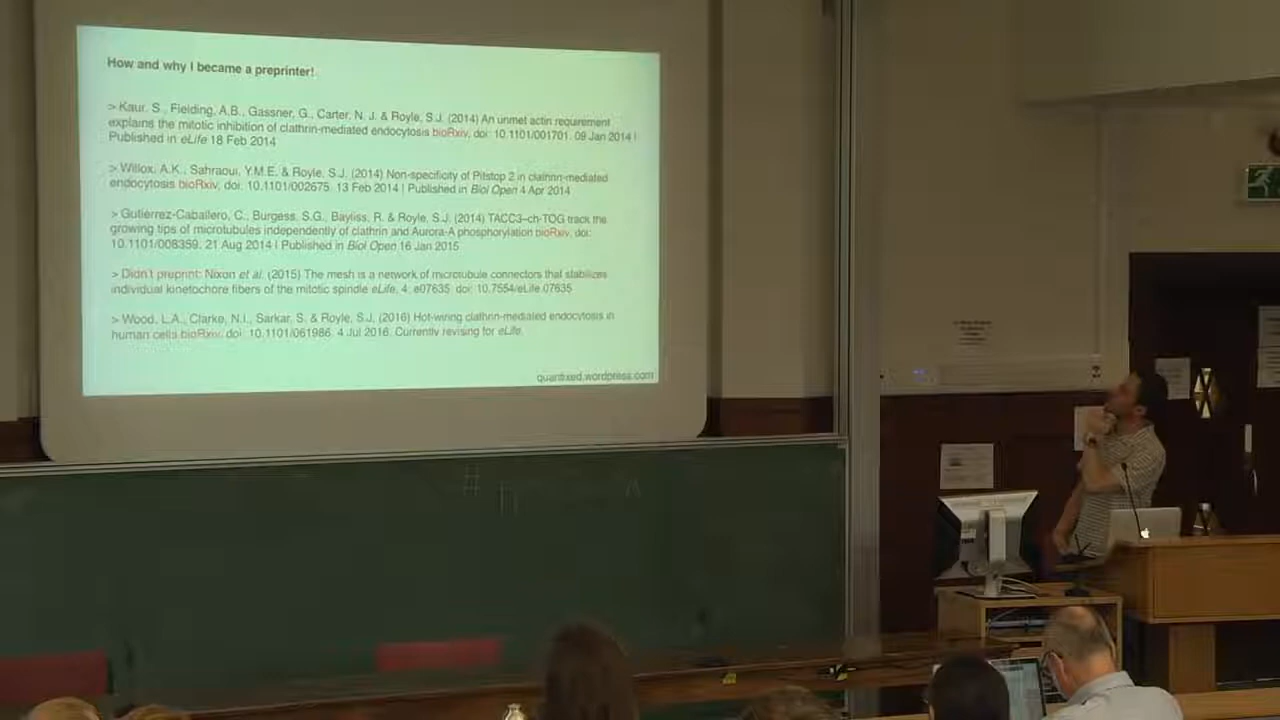 How and why I became a preprinter!
> Kaur, S., Fielding, A.B., Gassner, G., Carter, N.J. & Royle, S.J. (2014) An unmet actin requirement
explains the mitotic inhibition of clathrin-mediated endocytosis bioRxiv, doi: 10.1101/001701. 09 Jan 2014 |
Published in eLife 18 Feb 2014
> Willox, A.K., Sahraoui, Y.M.E. & Royle, S.J. (2014) Non-specificity of Pitstop 2 in clathrin-mediated
endocytosis bioRxiv, doi: 10.1101/002675. 13 Feb 2014 | Published in Biol Open 4 Apr 2014
> Gutierrez-Caballero, C., Burgess, S.G., Bayliss, R. & Royle, S.J. (2014) TACC3–ch-TOG track the
growing tips of microtubules independently of clathrin and Aurora-A phosphorylation bioRxiv, doi:
10.1101/008359. 21 Aug 2014 | Published in Biol Open 16 Jan 2015
> Didn't preprint: Nixon et al. (2015) The mesh is a network of microtubule connectors that stabilizes
individual kinetochore fibers of the mitotic spindle eLife, 4: e07635. doi: 10.7554/eLife.07635
> Wood, L.A., Clarke, N.I., Sarkar, S. & Royle, S.J. (2016) Hot-wiring clathrin-mediated endocytosis in
human cells bioRxiv, doi: 10.1101/061986. 4 Jul 2016. Currently revising for eLife.
quantixed.wordpress.com
#